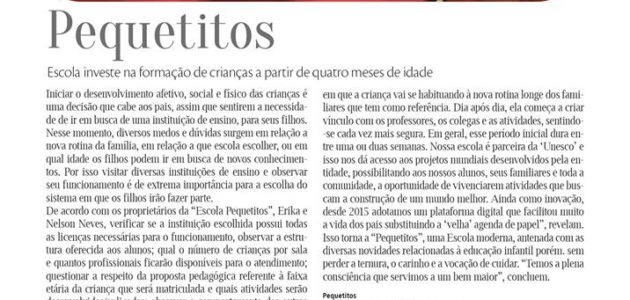 Pequetitos
Escola investe na formação de crianças a partir de quatro meses de idade
Iniciar o desenvolvimento afetivo, social e físico das crianças é
uma decisão que cabe aos pais, assim que sentirem a necessida-
de de ir em busca de uma instituição de ensino, para seus filhos.
Nesse momento, diversos medos e dúvidas surgem em relação a
nova rotina da família, em relação a que escola escolher, ou em
qual idade os filhos podem ir em busca de novos conhecimen-
tos. Por isso visitar diversas instituições de ensino e observar
seu funcionamento é de extrema importância para a escolha do
sistema em que os filhos irão fazer parte.
De acordo com os proprietários da “Escola Pequetitos”, Erika e
Nelson Neves, verificar se a instituição escolhida possui todas
as licenças necessárias para o funcionamento, observar a estru-
tura oferecida aos alunos; qual o número de crianças por sala
e quantos profissionais ficarão disponíveis para o atendimento;
questionar a respeito da proposta pedagógica referente à faixa
etária da criança que será matriculada e quais atividades serão
em que a criança vai se habituando à nova rotina longe dos fami-
liares que tem como referência. Dia após dia, ela começa a criar
vínculo com os professores, os colegas e as atividades, sentindo-
-se cada vez mais segura. Em geral, esse período inicial dura entre
uma ou duas semanas. Nossa escola é parceira da ‘Unesco’ e
isso nos dá acesso aos projetos mundiais desenvolvidos pela en-
tidade, possibilitando aos nossos alunos, seus familiares e toda a
comunidade, a oportunidade de vivenciarem atividades que bus-
cam a construção de um mundo melhor. Ainda como inovação,
desde 2015 adotamos um plataforma digital que facilitou muito
a vida dos pais substituindo a ‘velha’ agenda de papel”, revelam.
Isso torna a “Pequetitos”, uma Escola moderna, antenada com as
diversas novidades relacionadas à educação infantil porém. sem
perder a ternura, o carinho e a vocação de cuidar. “Temos a plena
consciência que servimos a um bem maior”, concluem.
Pequetitos